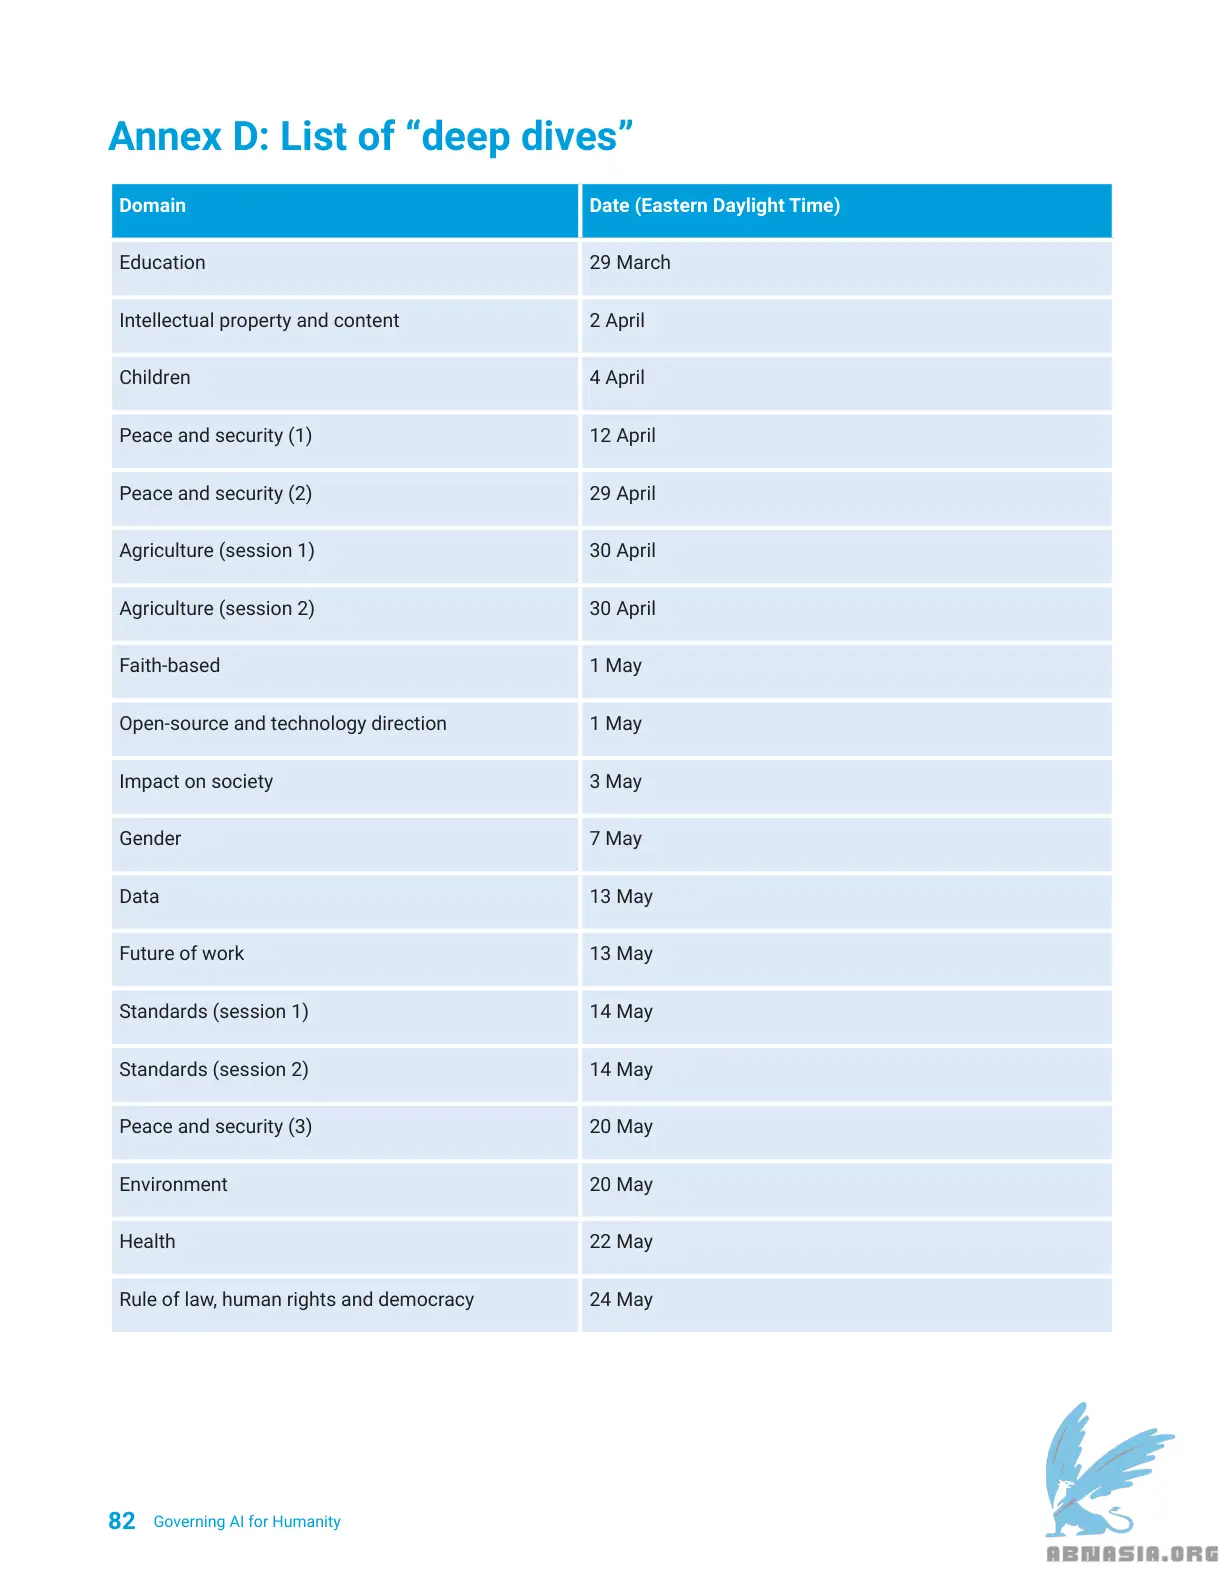 Annex D: List of “deep dives”
Domain Date (Eastern Daylight Time)
Education 29 March
Intellectual property and content 2 April
Children 4 April
Peace and security (1) 12 April
Peace and security (2) 29 April
Agriculture (session 1) 30 April
Agriculture (session 2) 30 April
Faith-based 1 May
Open-source and technology direction 1 May
Impact on society 3 May
Gender 7 May
Data 13 May
Future of work 13 May
Standards (session 1) 14 May
Standards (session 2) 14 May
Peace and security (3) 20 May
Environment 20 May
Health 22 May
Rule of law, human rights and democracy 24 May
82 Governing AI for Humanity
ABNASIA.ORG